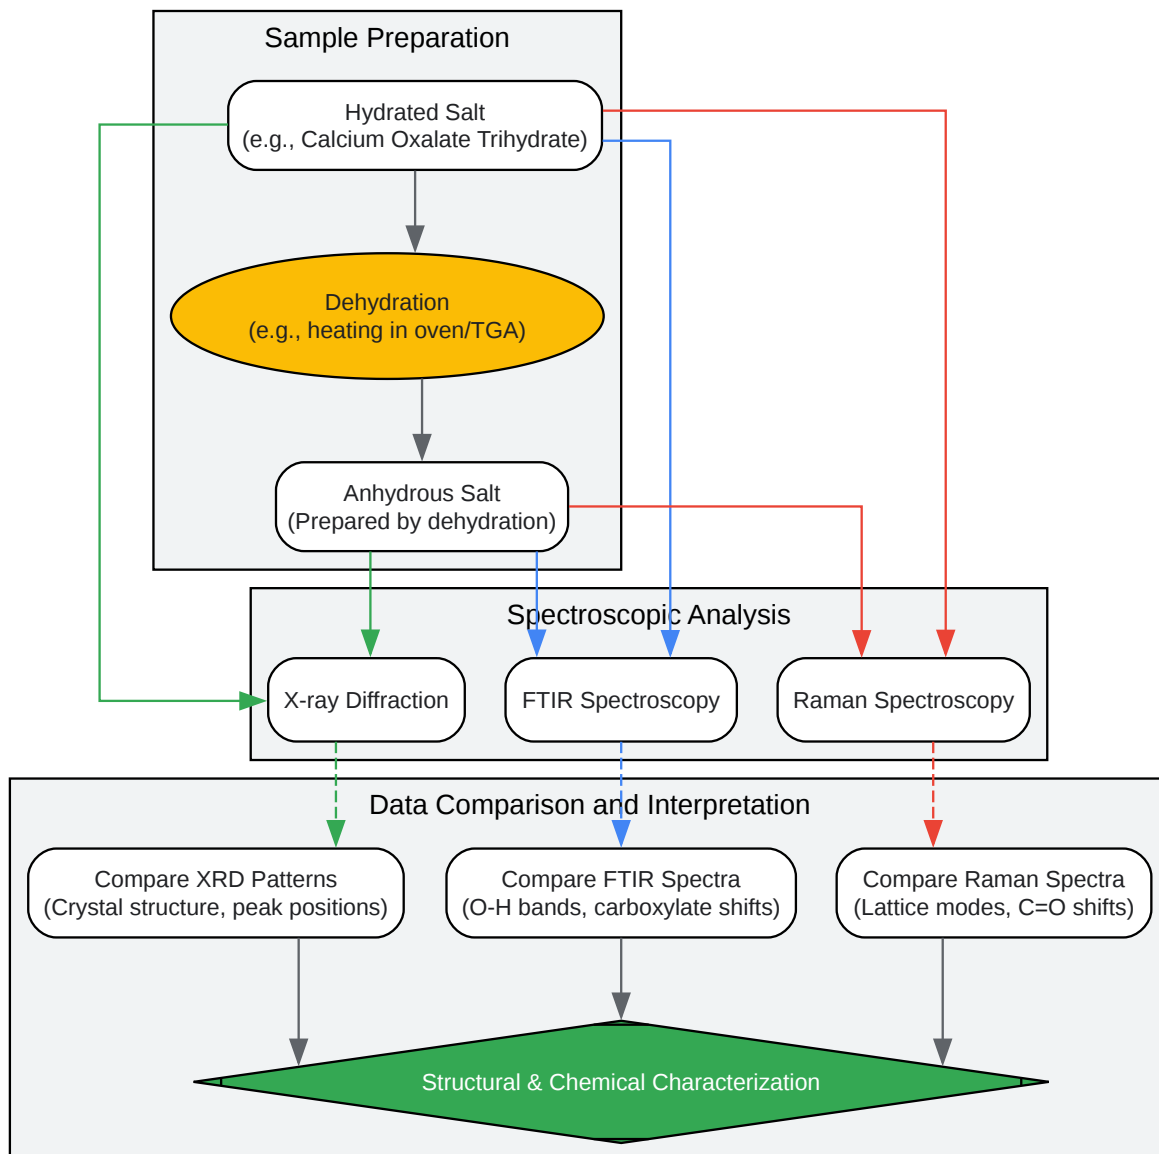 Sample Preparation
Hydrated Salt
(e.g., Calcium Oxalate Trihydrate)
Dehydration
(e.g., heating in oven/TGA)
Anhydrous Salt
(Prepared by dehydration)
Spectroscopic Analysis
X-ray Diffraction
FTIR Spectroscopy
Raman Spectroscopy
Data Comparison and Interpretation
Compare XRD Patterns
(Crystal structure, peak positions)
Compare FTIR Spectra
(O-H bands, carboxylate shifts)
Compare Raman Spectra
(Lattice modes, C=O shifts)
Structural & Chemical Characterization